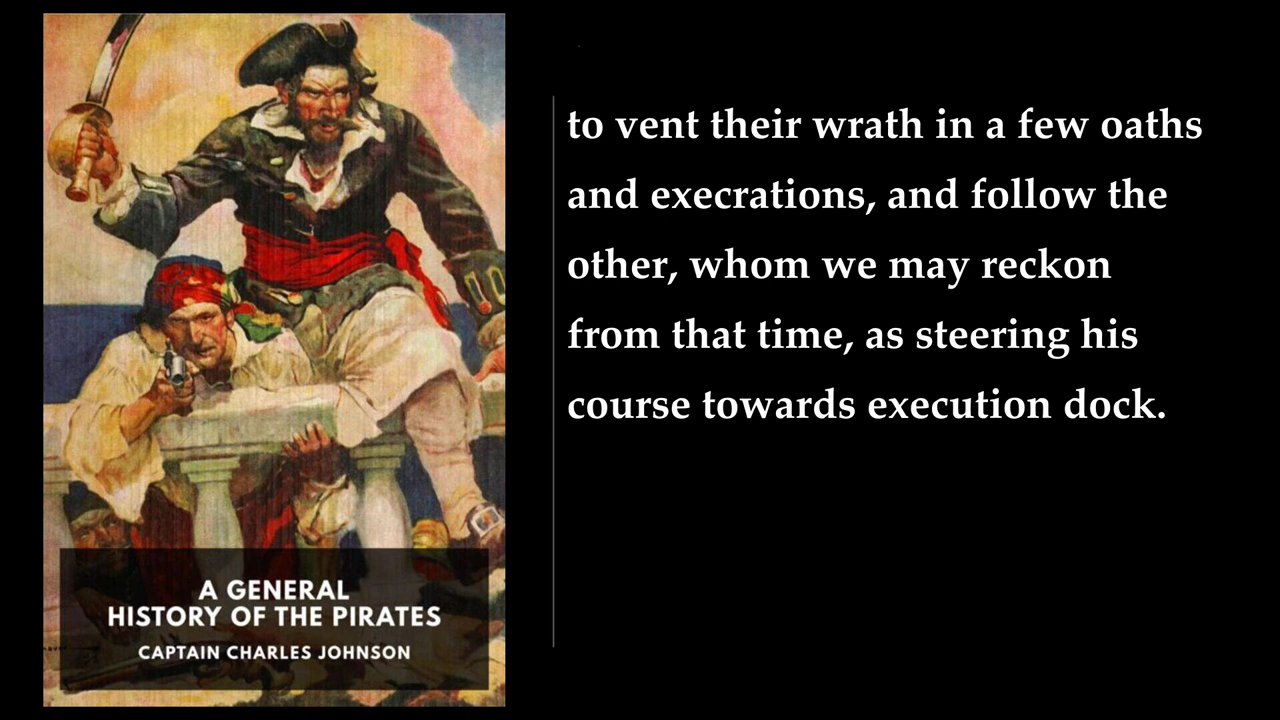 to vent their wrath in a few oaths
and execrations, and follow the
other, whom we may reckon
from that time, as steering his
course towards execution dock.
A GENERAL
HISTORY OF THE PIRATES
CAPTAIN CHARLES JOHNSON